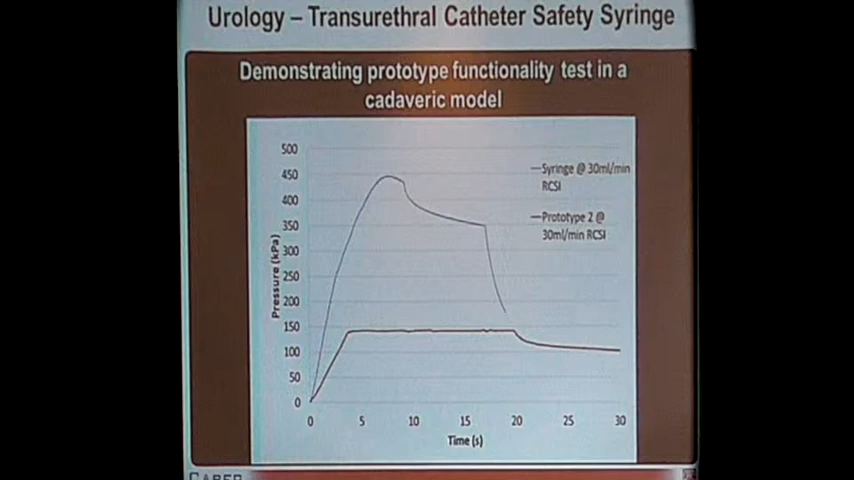 Urology – Transurethral Catheter Safety Syringe
Demonstrating prototype functionality test in a
cadaveric model
500
450
400
350
300
250
200
150
100
50
0
Pressure (kPa)
Syringe @ 30ml/min
RCSI
Prototype 2 @
30ml/min RCSI
0 5 10 15 20 25 30
Time (s)